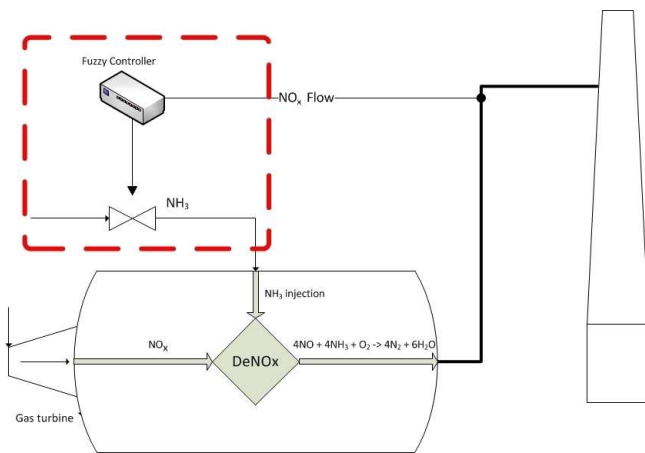 Fuzzy Controller
NOₓ Flow
NH₃
NH₃ injection
NOₓ
DeNOx
4NO + 4NH₃ + O₂ -> 4N₂ + 6H₂O
Gas turbine